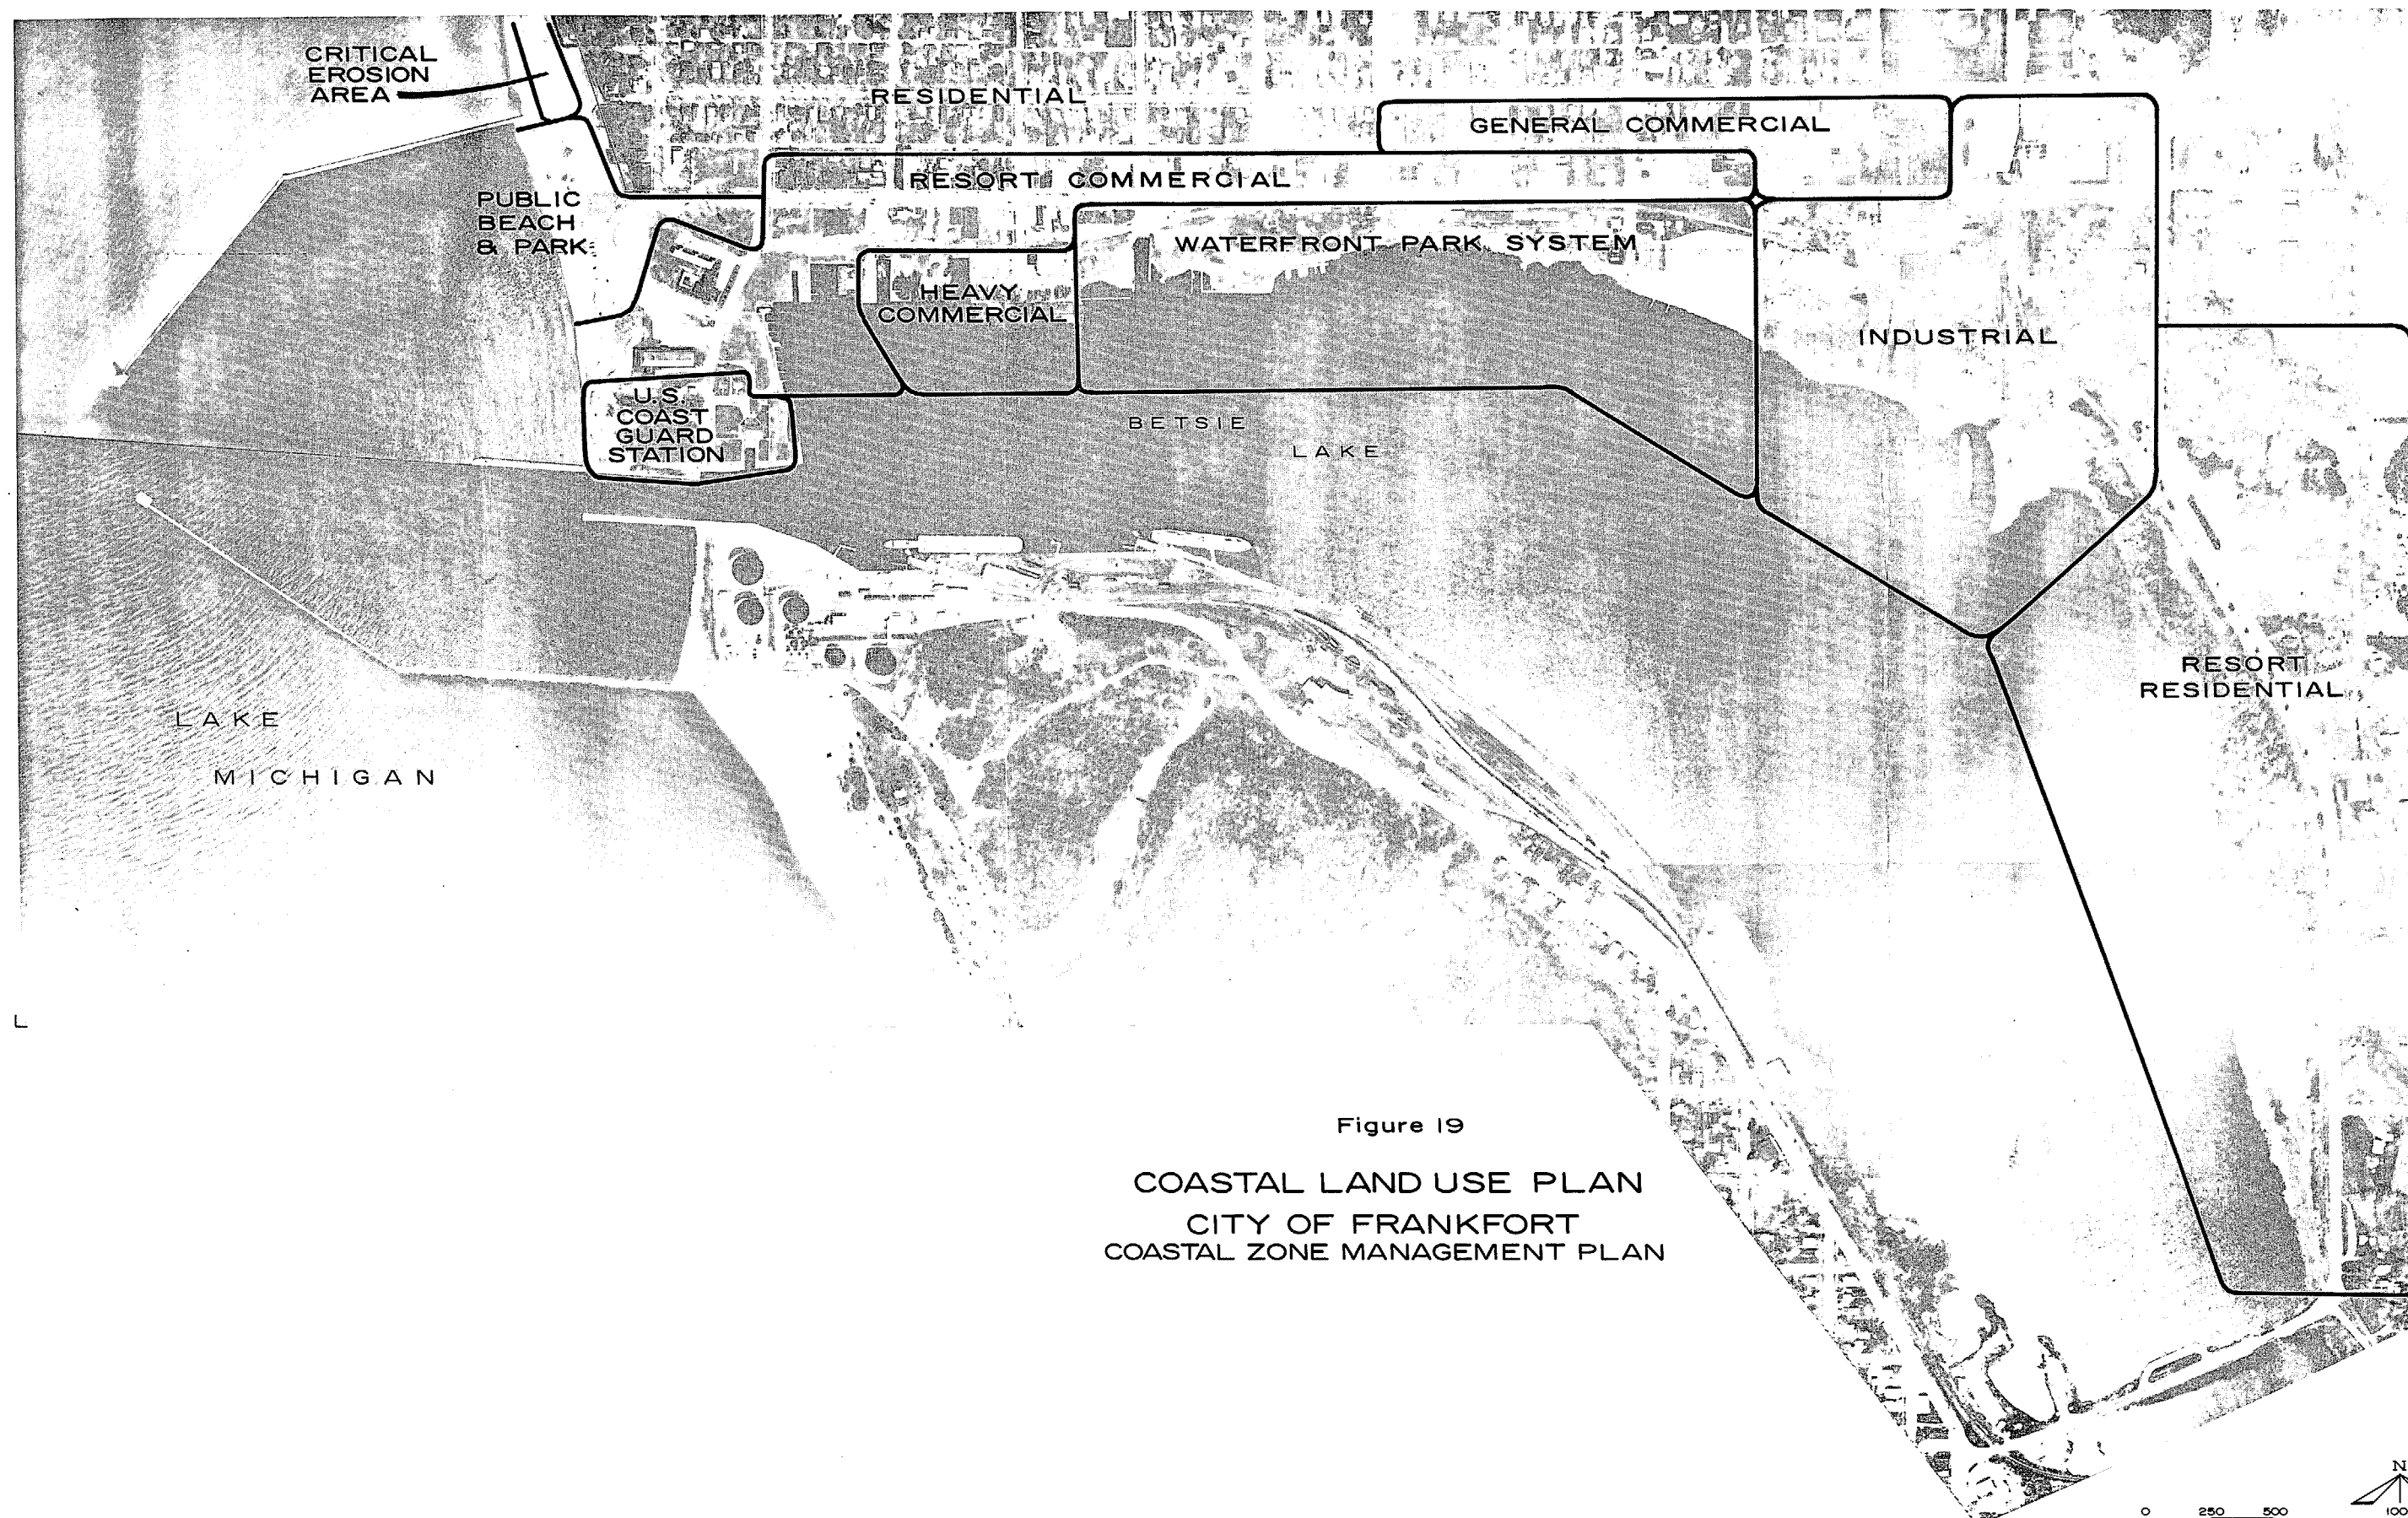 CRITICAL
EROSION
AREA
RESIDENTIAL
GENERAL COMMERCIAL
RESORT COMMERCIAL
PUBLIC
BEACH
& PARK
WATERFRONT PARK SYSTEM
HEAVY
COMMERCIAL
INDUSTRIAL
U.S.
COAST
GUARD
STATION
BETSIE
LAKE
RESORT
RESIDENTIAL
LAKE
MICHIGAN
L
Figure 19
COASTAL LAND USE PLAN
CITY OF FRANKFORT
COASTAL ZONE MANAGEMENT PLAN
N
0 250 500